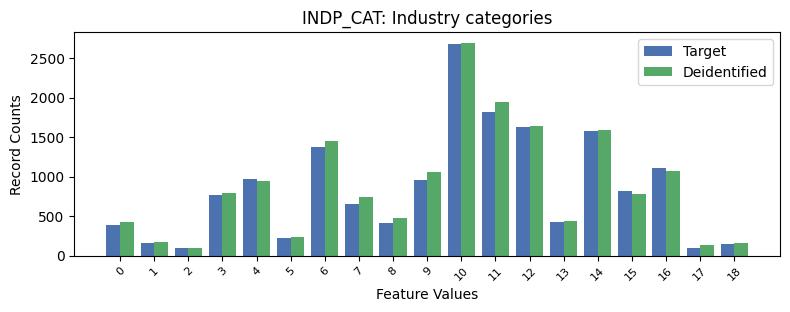 INDP_CAT: Industry categories
Target
Deidentified
Record Counts
2500
2000
1500
1000
500
0
0 1 2 3 4 5 6 7 8 9 10 11 12 13 14 15 16 17 18
Feature Values